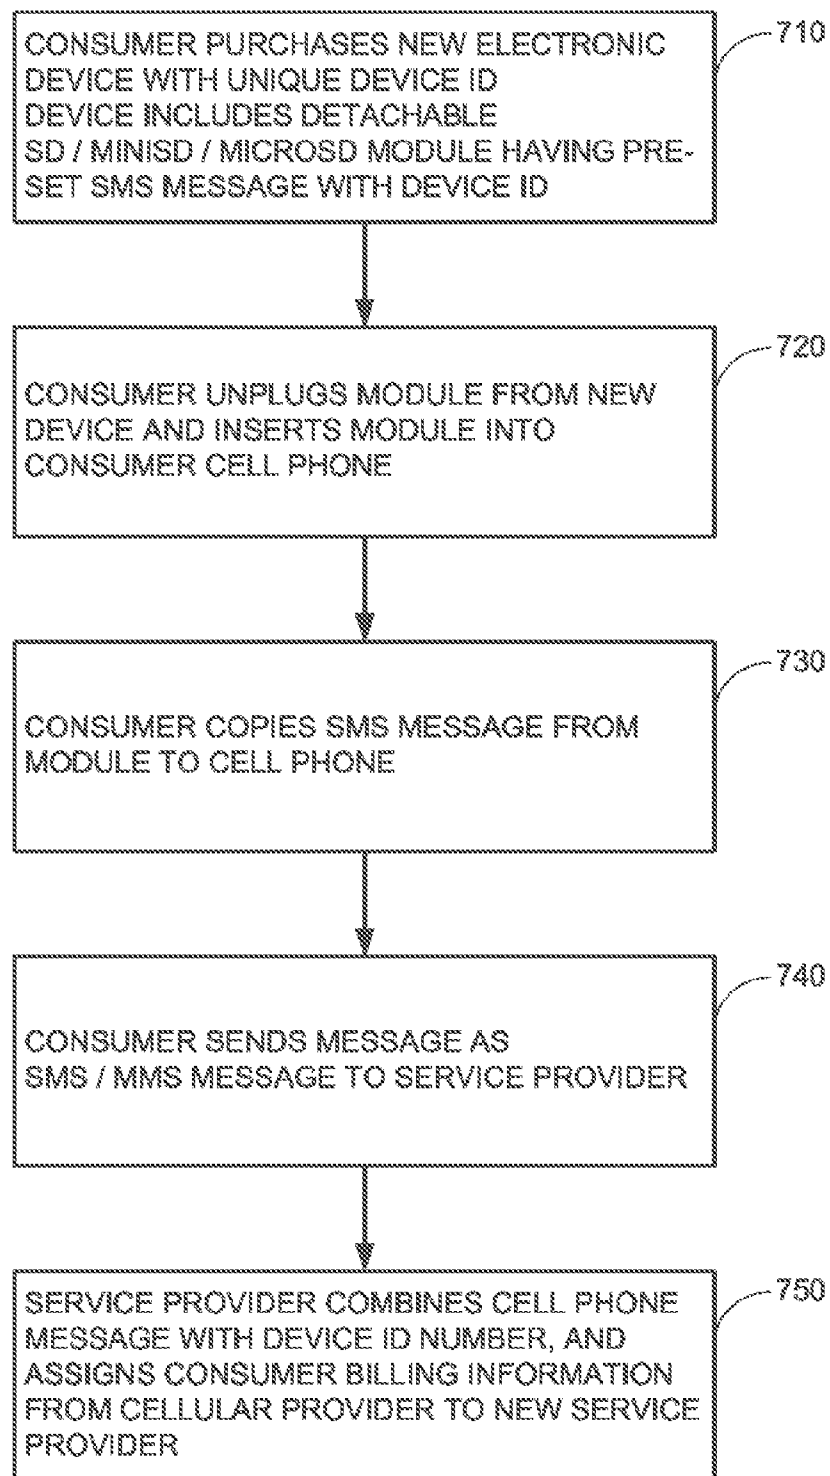 CONSUMER PURCHASES NEW ELECTRONIC
DEVICE WITH UNIQUE DEVICE ID
DEVICE INCLUDES DETACHABLE
SD / MINISD / MICROSD MODULE HAVING PRE-
SET SMS MESSAGE WITH DEVICE ID
710
CONSUMER UNPLUGS MODULE FROM NEW
DEVICE AND INSERTS MODULE INTO
CONSUMER CELL PHONE
720
CONSUMER COPIES SMS MESSAGE FROM
MODULE TO CELL PHONE
730
CONSUMER SENDS MESSAGE AS
SMS / MMS MESSAGE TO SERVICE PROVIDER
740
SERVICE PROVIDER COMBINES CELL PHONE
MESSAGE WITH DEVICE ID NUMBER, AND
ASSIGNS CONSUMER BILLING INFORMATION
FROM CELLULAR PROVIDER TO NEW SERVICE
PROVIDER
750